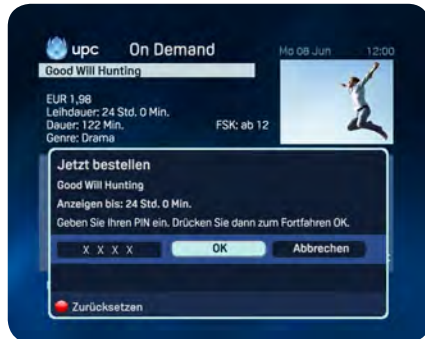 upc On Demand Mo 08 Jun 12:00
Good Will Hunting
EUR 1,98
Leihdauer: 24 Std. 0 Min.
Dauer: 122 Min. FSK: ab 12
Genre: Drama
Jetzt bestellen
Good Will Hunting
Anzeigen bis: 24 Std. 0 Min.
Geben Sie Ihren PIN ein. Drücken Sie dann zum Fortfahren OK.
X X X X OK Abbrechen
Zurücksetzen